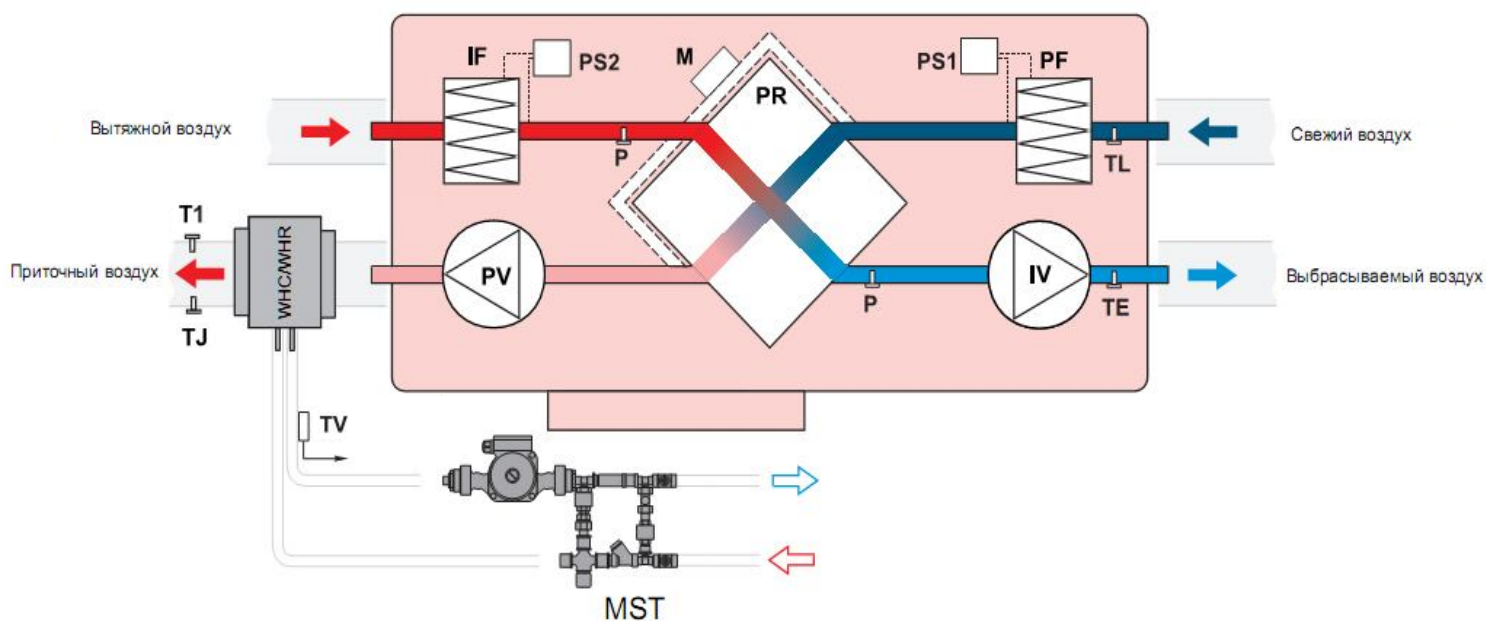 IF
PS2
M
PR
PS1
PF
Вытяжной воздух
P
TL
Свежий воздух
T1
Приточный воздух
TJ
WHC/WHR
PV
P
IV
TE
Выбрасываемый воздух
TV
MST